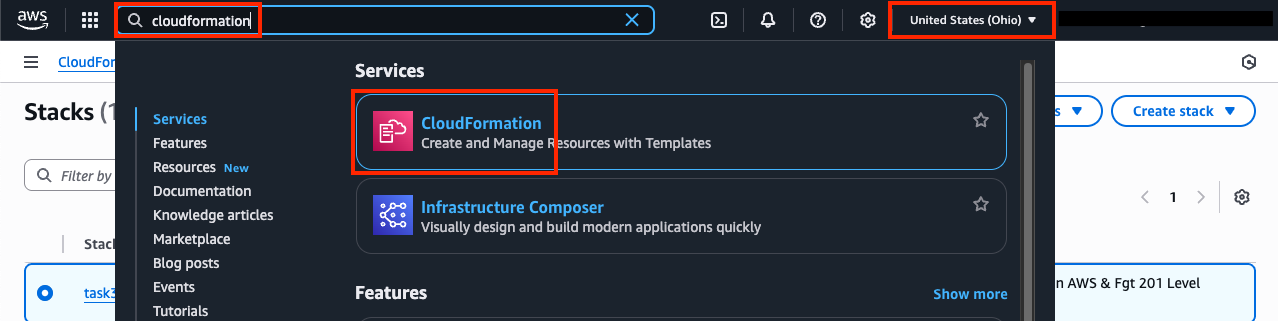 aws
cloudformation
United States (Ohio)
CloudFor
Services
Stacks (1
Services
CloudFormation
Create and Manage Resources with Templates
s
Create stack
Features
Resources New
Filter by
Documentation
1
Knowledge articles
Infrastructure Composer
Visually design and build modern applications quickly
Marketplace
Stack
Blog posts
Events
Features
Show more
task3
n AWS & Fgt 201 Level
Tutorials